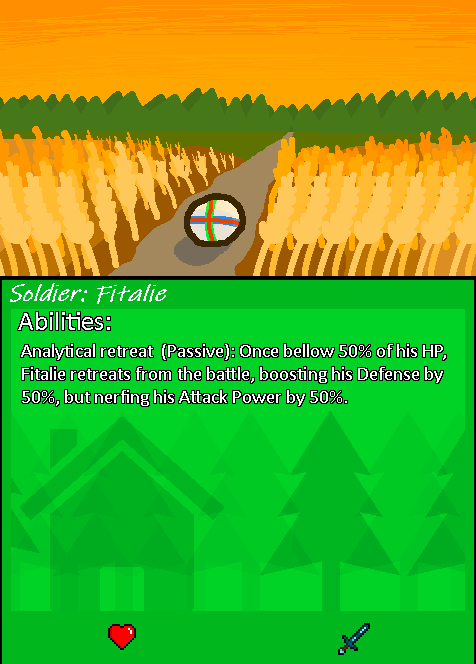 Soldier: Fitalie
Abilities:
Analytical retreat (Passive): Once bellow 50% of his HP,
Fitalie retreats from the battle, boosting his Defense by
50%, but nerfing his Attack Power by 50%.